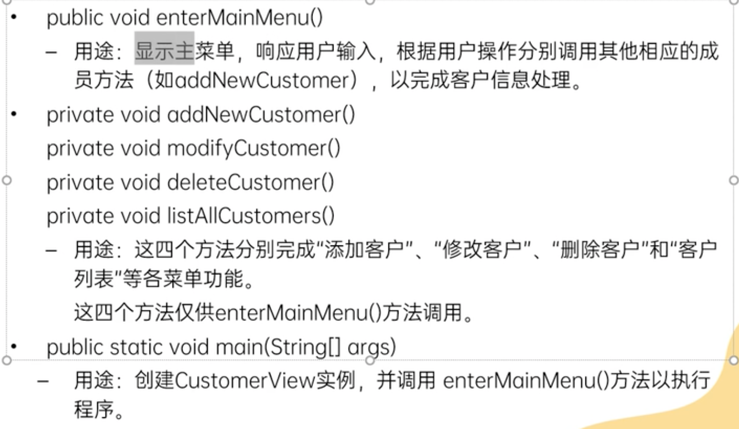 • public void enterMainMenu()
– 用途：显示主菜单，响应用户输入，根据用户操作分别调用其他相应的成
员方法（如addNewCustomer），以完成客户信息处理。
• private void addNewCustomer()
private void modifyCustomer()
private void deleteCustomer()
private void listAllCustomers()
– 用途：这四个方法分别完成“添加客户”、“修改客户”、“删除客户”和“客户
列表”等各菜单功能。
这四个方法仅供enterMainMenu()方法调用。
• public static void main(String[] args)
– 用途：创建CustomerView实例，并调用 enterMainMenu()方法以执行
程序。